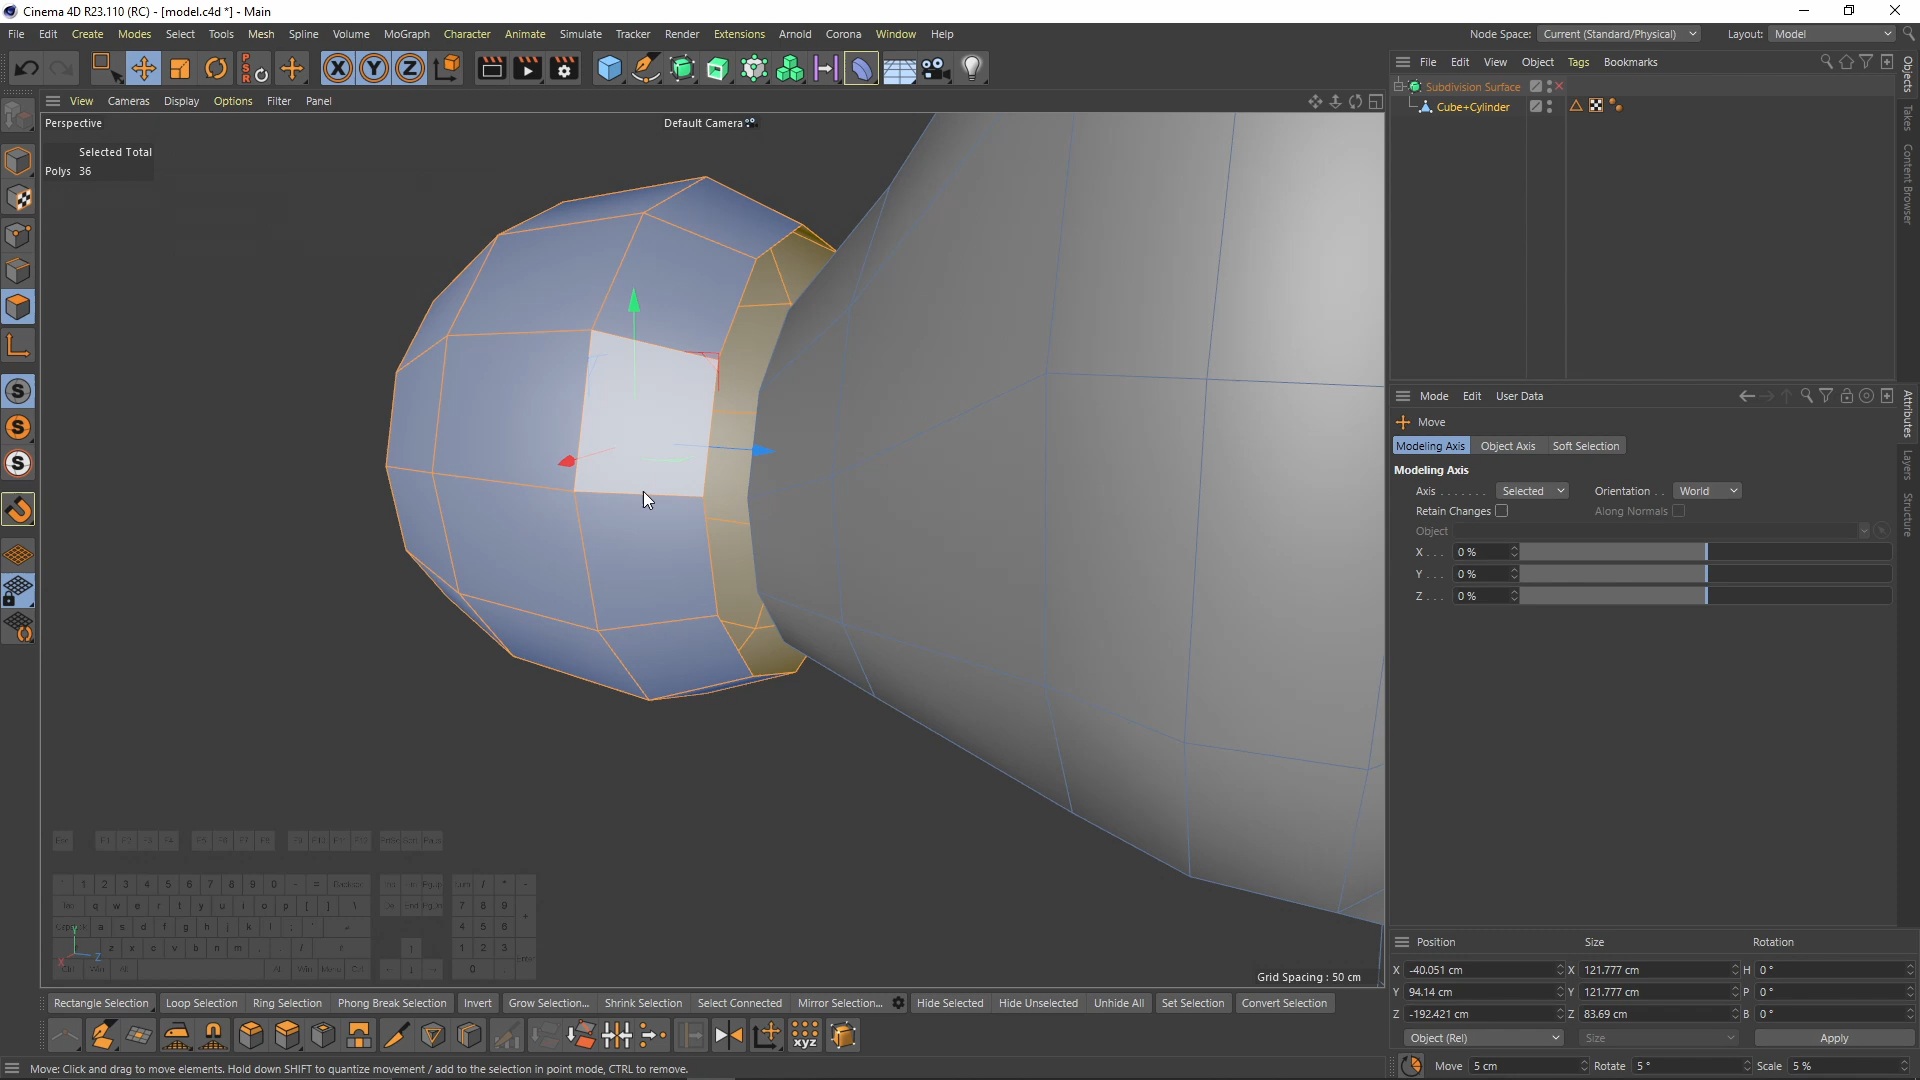 Cinema 4D R23.110 (RC) - [model.c4d *] - Main
File Edit Create Modes Select Tools Mesh Spline Volume MoGraph Character Animate Simulate Tracker Render Extensions Arnold Corona Window Help
Node Space: Current (Standard/Physical) Layout: Model
View Cameras Display Options Filter Panel
File Edit View Object Tags Bookmarks
Subdivision Surface
Cube+Cylinder
Perspective
Default Camera
Selected Total
Polys 36
Objects
Takes
Content Browser
Mode Edit User Data
Move
Modeling Axis Object Axis Soft Selection
Modeling Axis
Axis . . . . . . . Selected Orientation . . World
Retain Changes Along Normals
Object
X . . . 0 %
Y . . . 0 %
Z . . . 0 %
Attributes
Layers
Structure
Grid Spacing : 50 cm
Position Size Rotation
X -40.051 cm X 121.777 cm H 0 °
Y 94.14 cm Y 121.777 cm P 0 °
Z -192.421 cm Z 83.69 cm B 0 °
Object (Rel) Size Apply
Rectangle Selection Loop Selection Ring Selection Phong Break Selection Invert Grow Selection... Shrink Selection Select Connected Mirror Selection... Hide Selected Hide Unselected Unhide All Set Selection Convert Selection
Move: Click and drag to move elements. Hold down SHIFT to quantize movement / add to the selection in point mode, CTRL to remove.
Move 5 cm Rotate 5 ° Scale 5 %